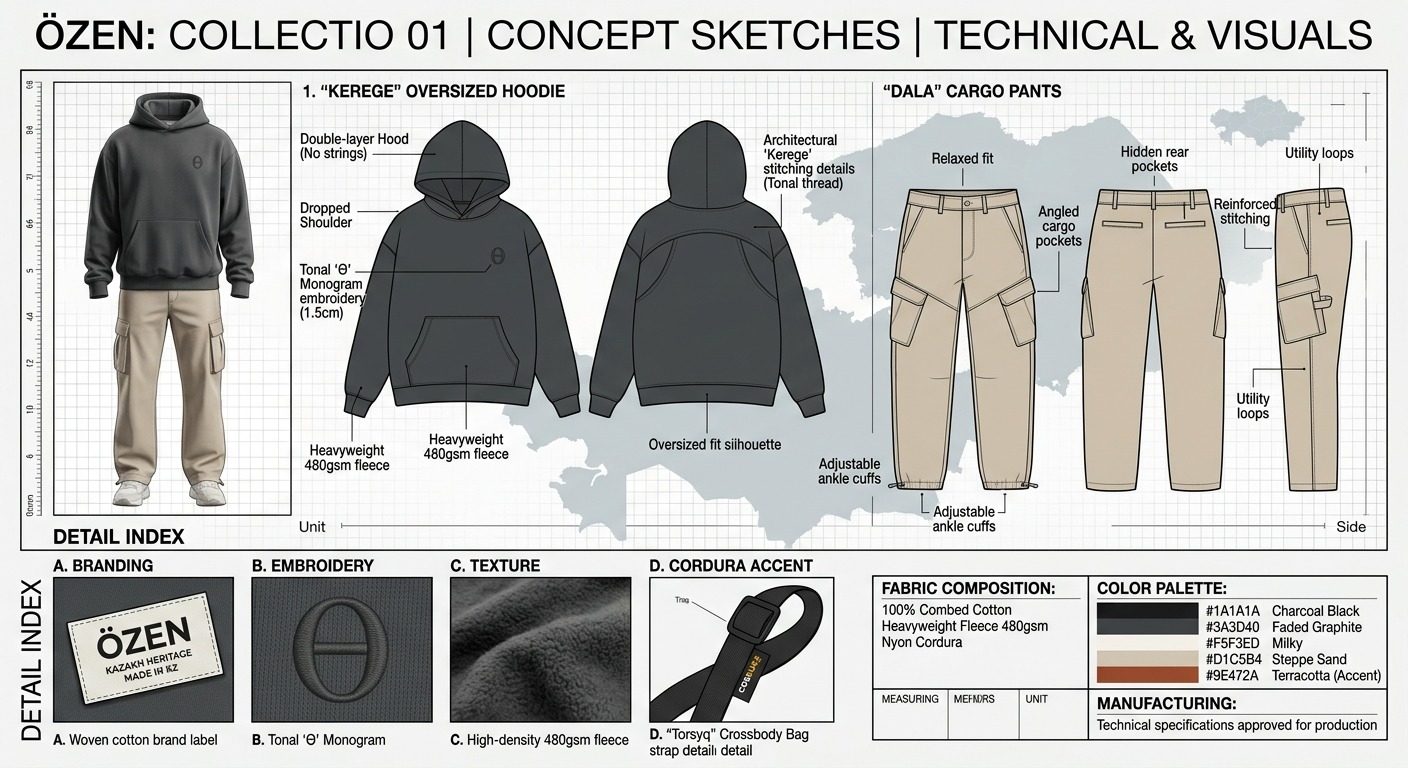 ÖZEN: COLLECTIO 01 | CONCEPT SKETCHES | TECHNICAL & VISUALS
1. “KEREGE” OVERSIZED HOODIE
Double-layer Hood
(No strings)
Dropped
Shoulder
Tonal ‘Ө’
Monogram
embroidery
(1.5cm)
Heavyweight
480gsm fleece
Heavyweight
480gsm fleece
Architectural
‘Kerege’
stitching details
(Tonal thread)
Oversized fit siihouette
“DALA” CARGO PANTS
Relaxed fit
Angled
cargo
pockets
Hidden rear
pockets
Utility loops
Reinforced
stitching
Utility
loops
Adjustable
ankle cuffs
Adjustable
ankle cuffs
Unit
Side
DETAIL INDEX
DETAIL INDEX
A. BRANDING
ÖZEN
KAZAKH HERITAGE
MADE IN KZ
A. Woven cotton brand label
B. EMBROIDERY
Ө
B. Tonal ‘Ө’ Monogram
C. TEXTURE
C. High-density 480gsm fleece
D. CORDURA ACCENT
D. “Torsyq” Crossbody Bag
strap detaili detail
FABRIC COMPOSITION:
100% Combed Cotton
Heavyweight Fleece 480gsm
Nyon Cordura
MEASURING
UNIT
COLOR PALETTE:
#1A1A1A Charcoal Black
#3A3D40 Faded Graphite
#F5F3ED Milky
#D1C5B4 Steppe Sand
#9E472A Terracotta (Accent)
MANUFACTURING:
Technical specifications approved for production